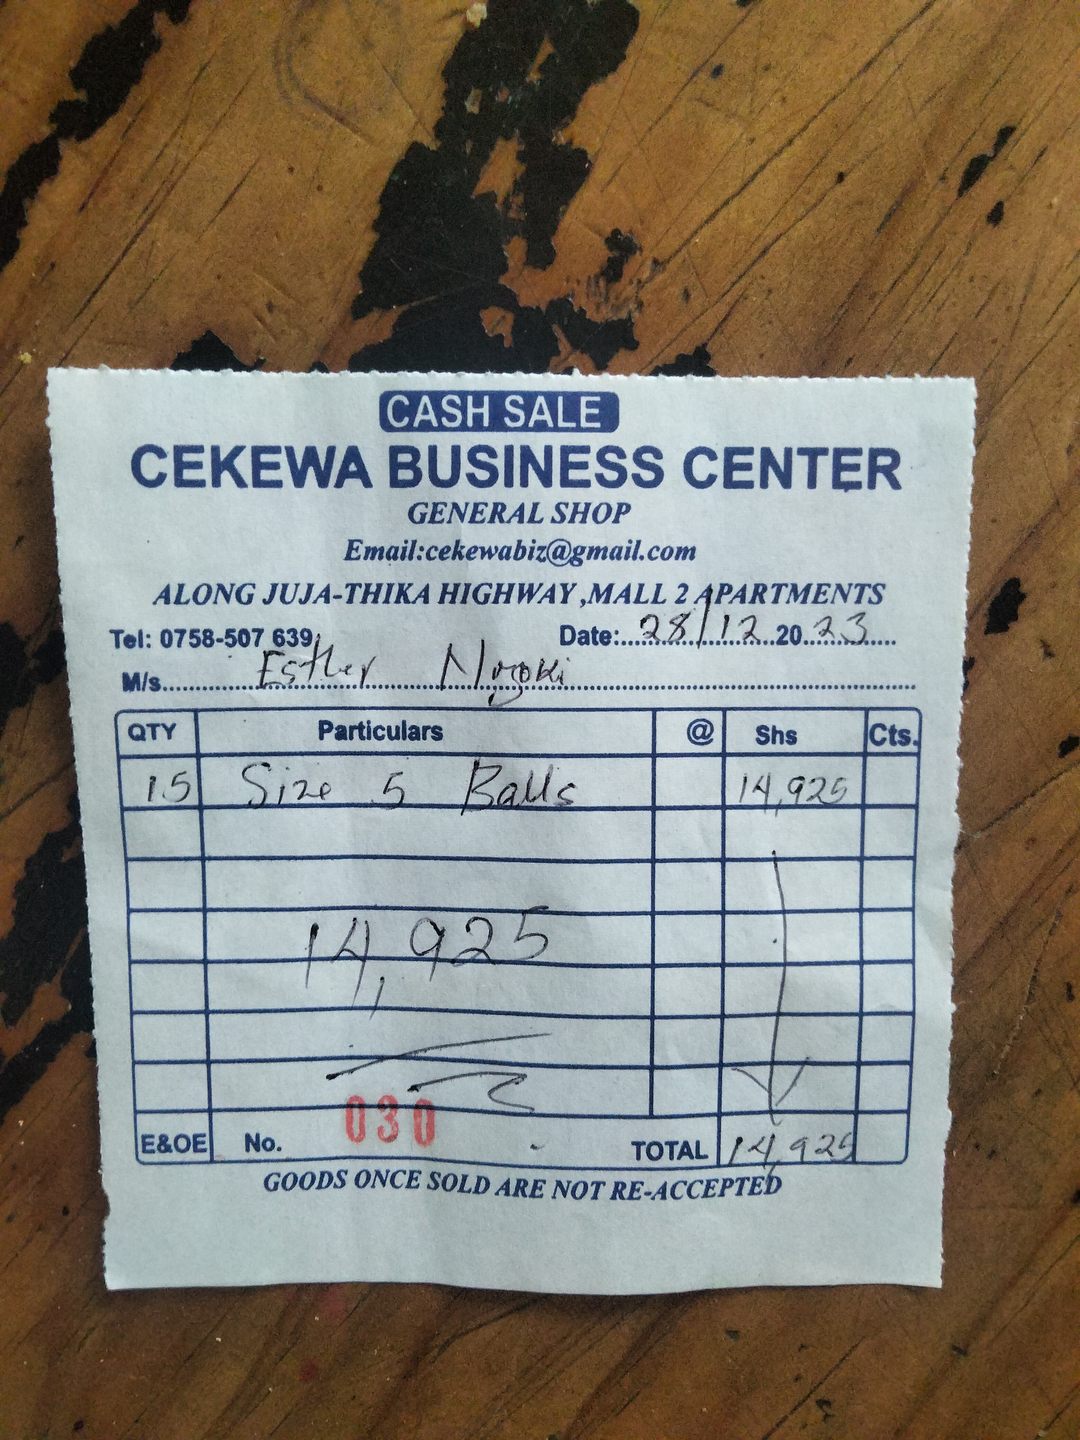 CASH SALE
CEKEWA BUSINESS CENTER
GENERAL SHOP
Email:cekewabiz@gmail.com
ALONG JUJA-THIKA HIGHWAY ,MALL 2 APARTMENTS
Tel: 0758-507 639 Date:..28/12..20..23....
M/s. Esther
QTY Particulars @ Shs Cts.
15 Size 5 Balls 14,925
14,925
E&OE No. 030 TOTAL 14,925
GOODS ONCE SOLD ARE NOT RE-ACCEPTED